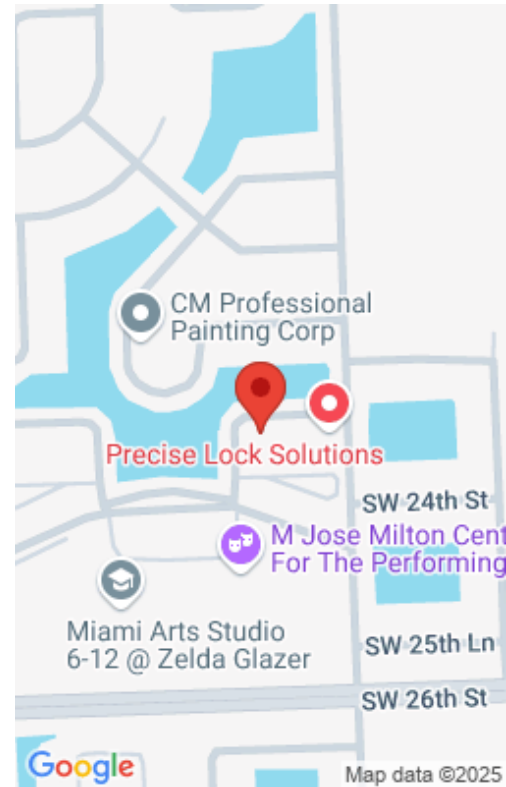 CM Professional
Painting Corp
Precise Lock Solutions
SW 24th St
M Jose Milton Cent
For The Performing
Miami Arts Studio
6-12 @ Zelda Glazer
SW 25th Ln
SW 26th St
Google
Map data ©2025